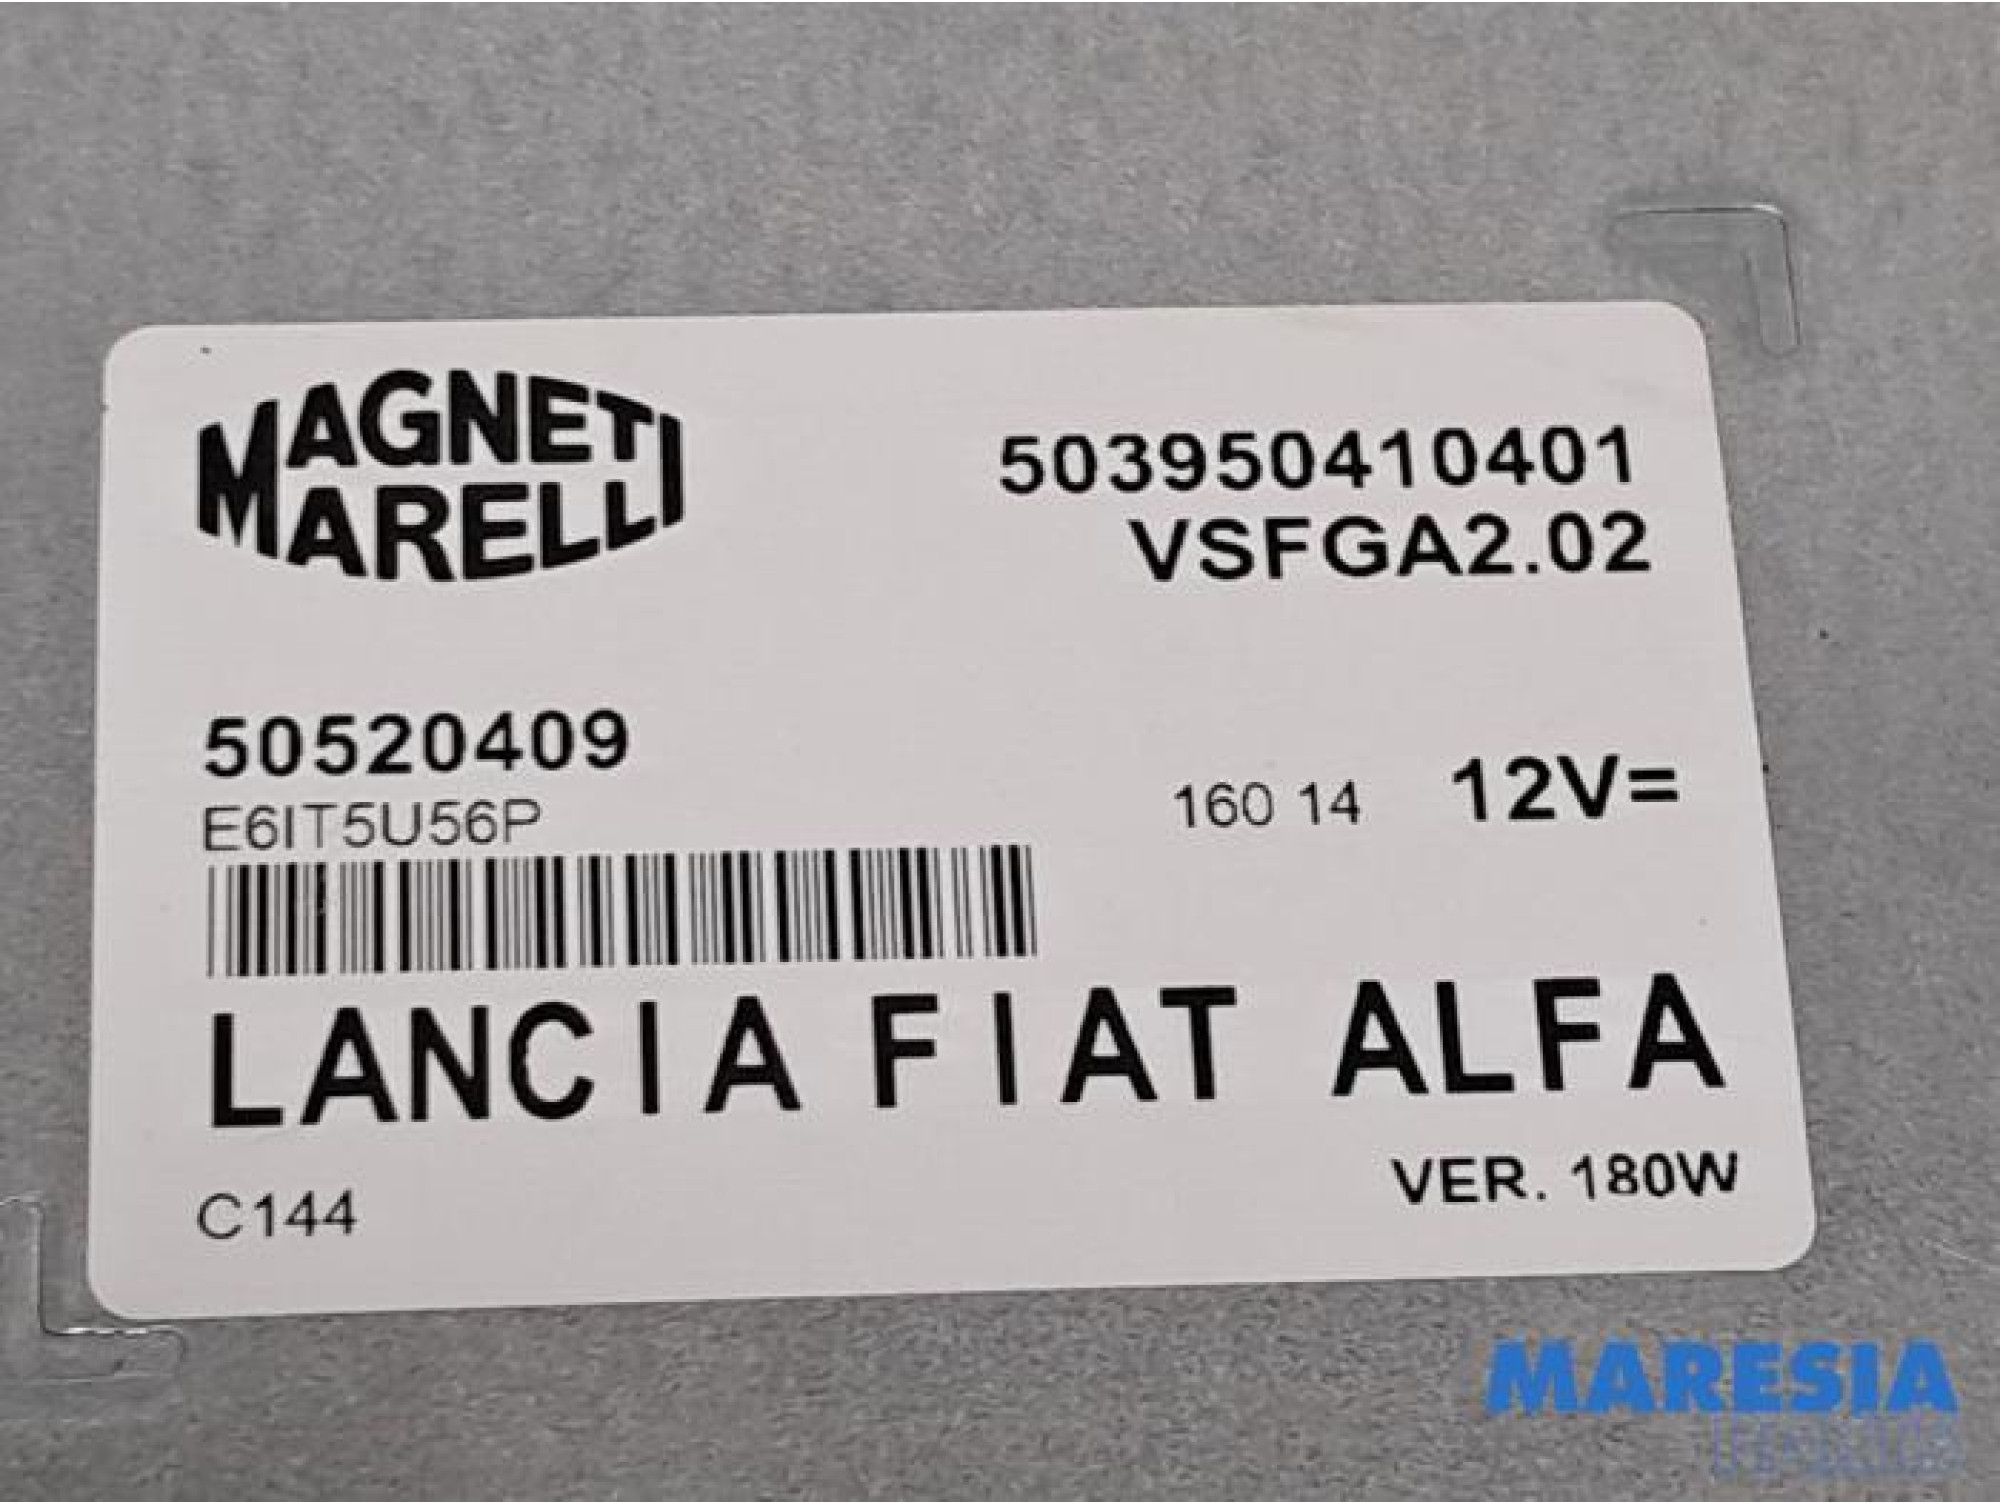 MAGNETI
MARELLI
503950410401
VSFGA2.02
50520409
E6IT5U56P
160 14 12V=
LANCIA FIAT ALFA
C144
VER. 180W
MARESIA